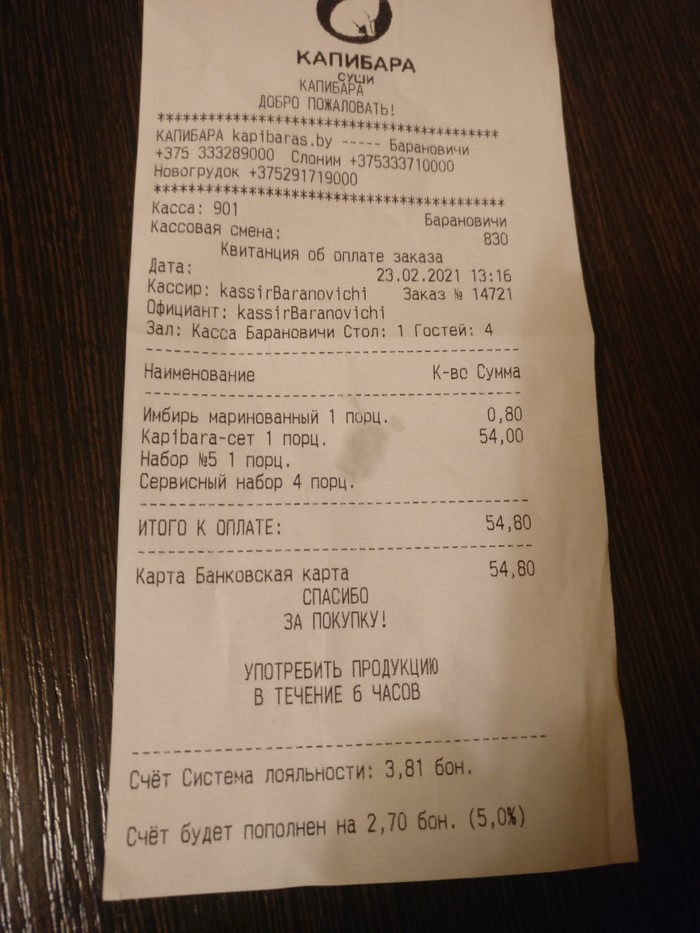 КАПИБАРА
СУШИ
КАПИБАРА
ДОБРО ПОЖАЛОВАТЬ!
******************************************
КАПИБАРА kapibaras.by ----- Барановичи
+375 333289000 Слоним +375333710000
Новогрудок +375291719000
******************************************
Касса: 901 Барановичи
Кассовая смена: 830
Квитанция об оплате заказа
Дата: 23.02.2021 13:16
Кассир: kassirBaranovichi Заказ № 14721
Официант: kassirBaranovichi
Зал: Касса Барановичи Стол: 1 Гостей: 4
Наименование К-во Сумма
Имбирь маринованный 1 порц. 0,80
Kapibara-сет 1 порц. 54,00
Набор №5 1 порц.
Сервисный набор 4 порц.
ИТОГО К ОПЛАТЕ: 54,80
Карта Банковская карта 54,80
СПАСИБО
ЗА ПОКУПКУ!
УПОТРЕБИТЬ ПРОДУКЦИЮ
В ТЕЧЕНИЕ 6 ЧАСОВ
Счёт Система лояльности: 3,81 бон.
Счёт будет пополнен на 2,70 бон. (5,0%)